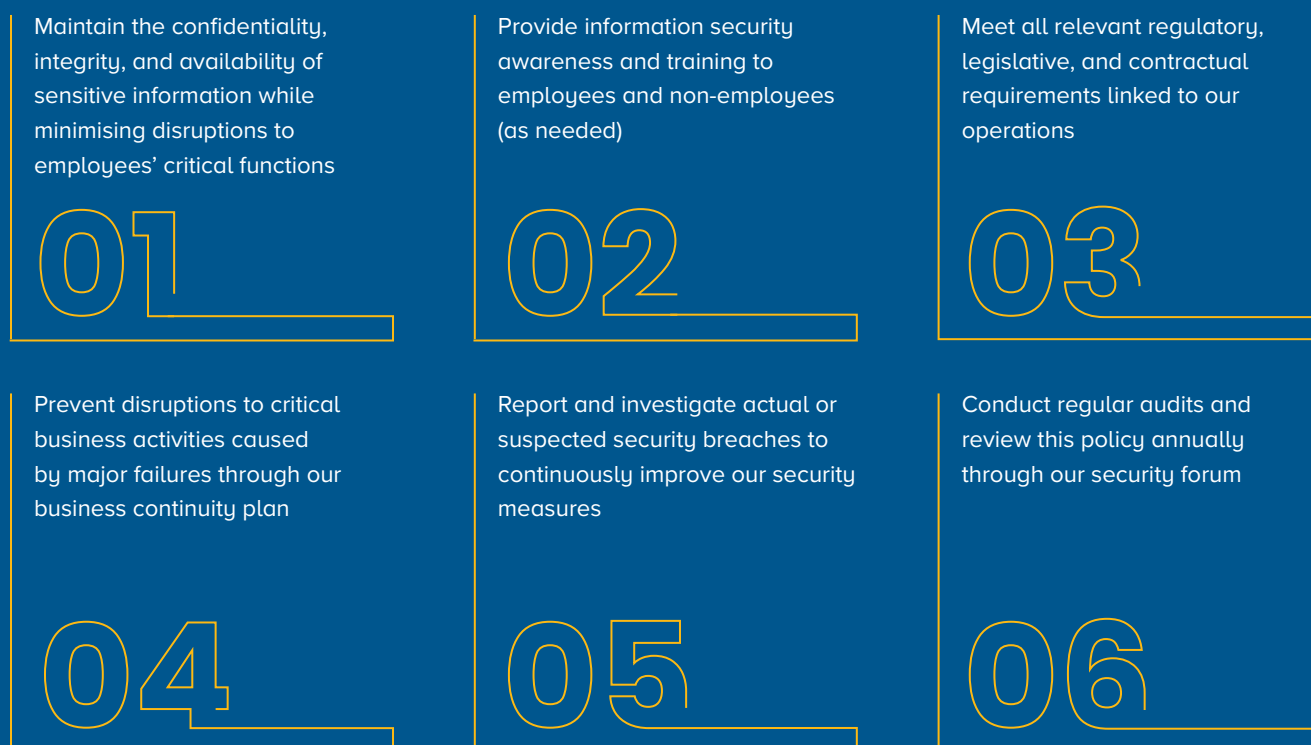 Maintain the confidentiality,
integrity, and availability of
sensitive information while
minimising disruptions to
employees’ critical functions
01
Provide information security
awareness and training to
employees and non-employees
(as needed)
02
Meet all relevant regulatory,
legislative, and contractual
requirements linked to our
operations
03
Prevent disruptions to critical
business activities caused
by major failures through our
business continuity plan
04
Report and investigate actual or
suspected security breaches to
continuously improve our security
measures
05
Conduct regular audits and
review this policy annually
through our security forum
06